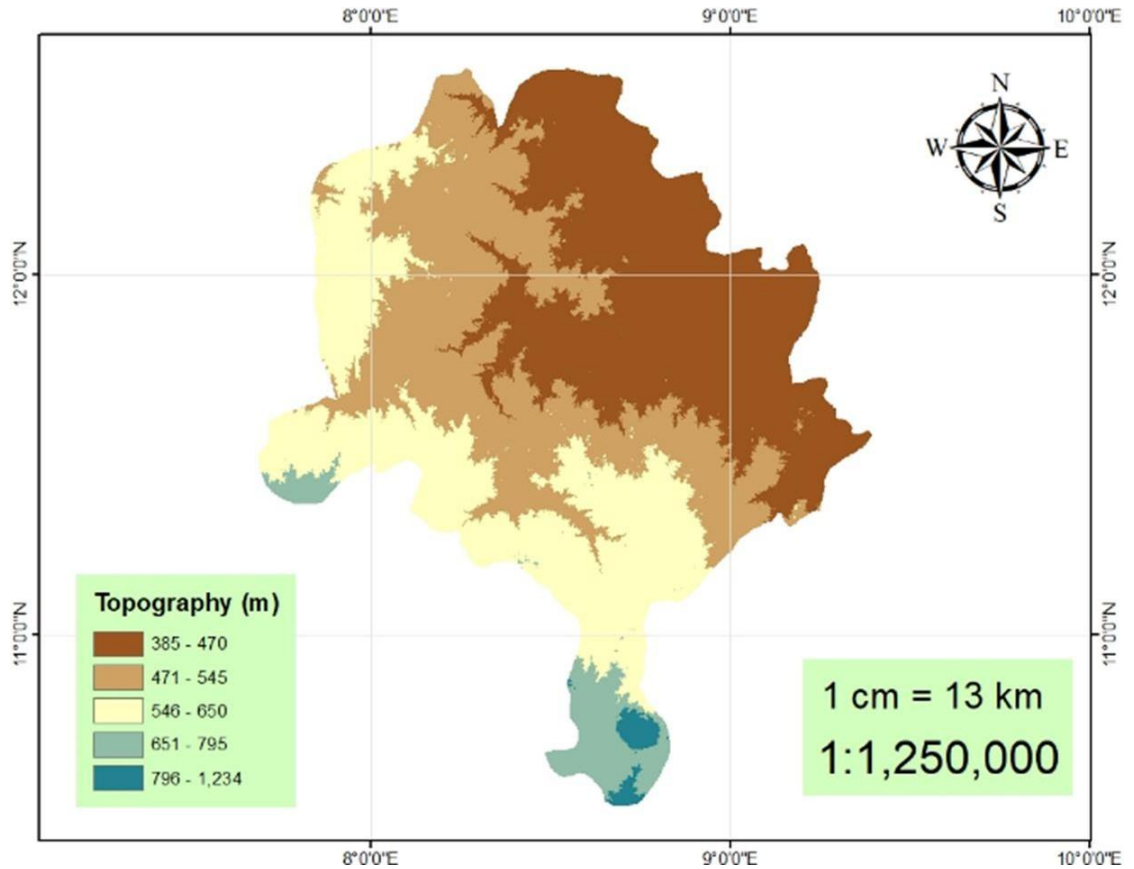 8°0'0"E 9°0'0"E 10°0'0"E
N
W E
S
12°0'0"N 12°0'0"N
Topography (m)
385 - 470
471 - 545
546 - 650
651 - 795
796 - 1,234
11°0'0"N 11°0'0"N
1 cm = 13 km
1:1,250,000
8°0'0"E 9°0'0"E 10°0'0"E